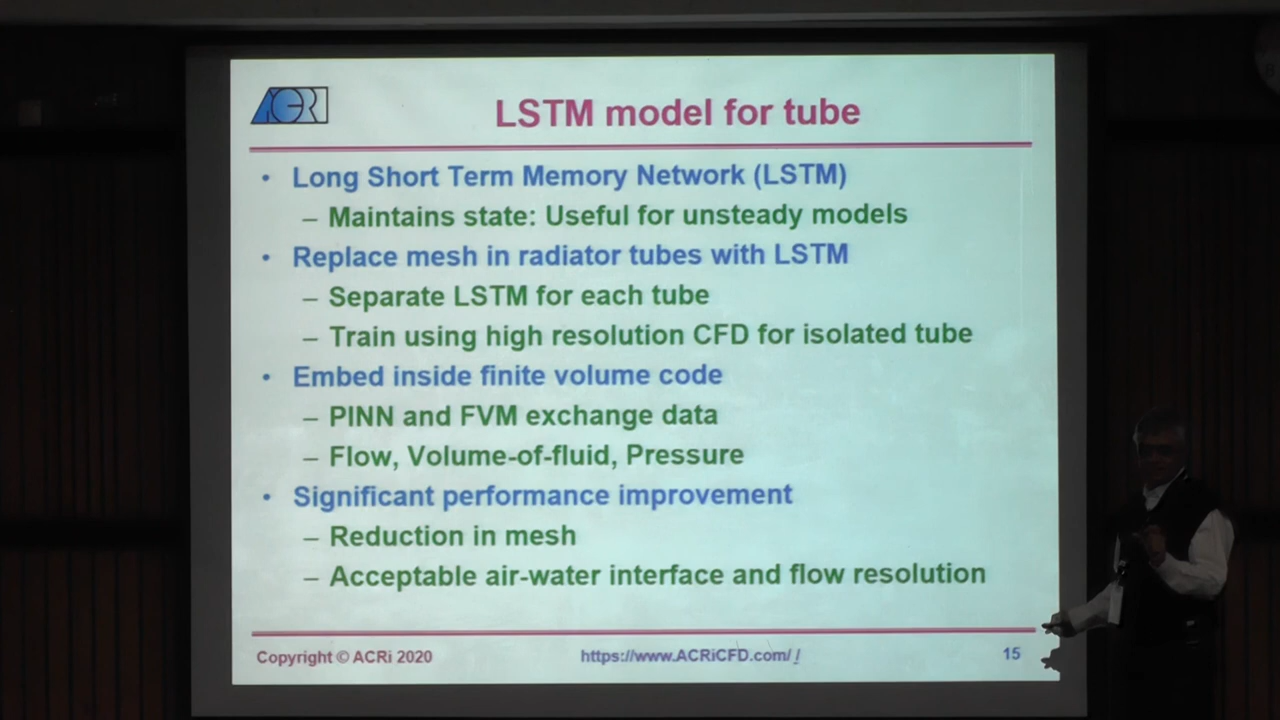 ACRi
LSTM model for tube
• Long Short Term Memory Network (LSTM)
– Maintains state: Useful for unsteady models
• Replace mesh in radiator tubes with LSTM
– Separate LSTM for each tube
– Train using high resolution CFD for isolated tube
• Embed inside finite volume code
– PINN and FVM exchange data
– Flow, Volume-of-fluid, Pressure
• Significant performance improvement
– Reduction in mesh
– Acceptable air-water interface and flow resolution
Copyright © ACRi 2020 https://www.ACRiCFD.com/ / 15